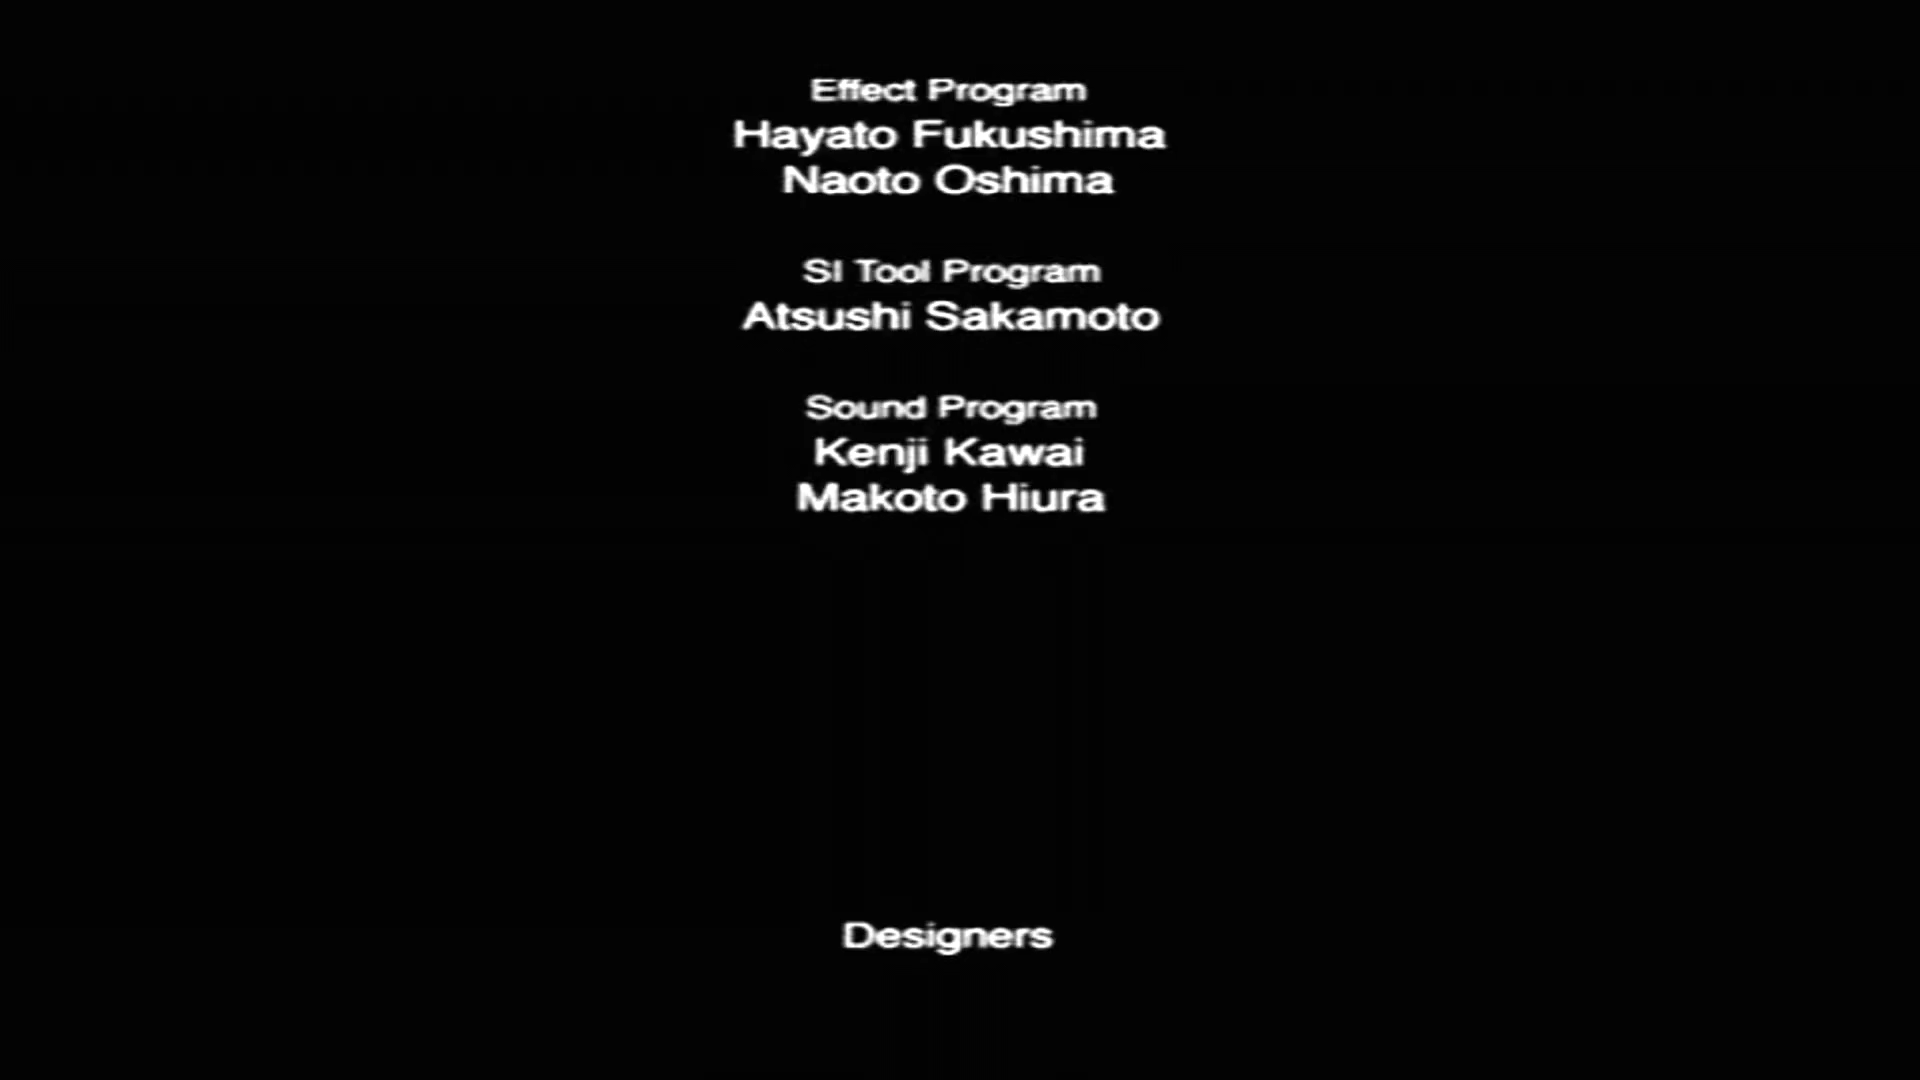 Effect Program
Hayato Fukushima
Naoto Oshima
SI Tool Program
Atsushi Sakamoto
Sound Program
Kenji Kawai
Makoto Hiura
Designers